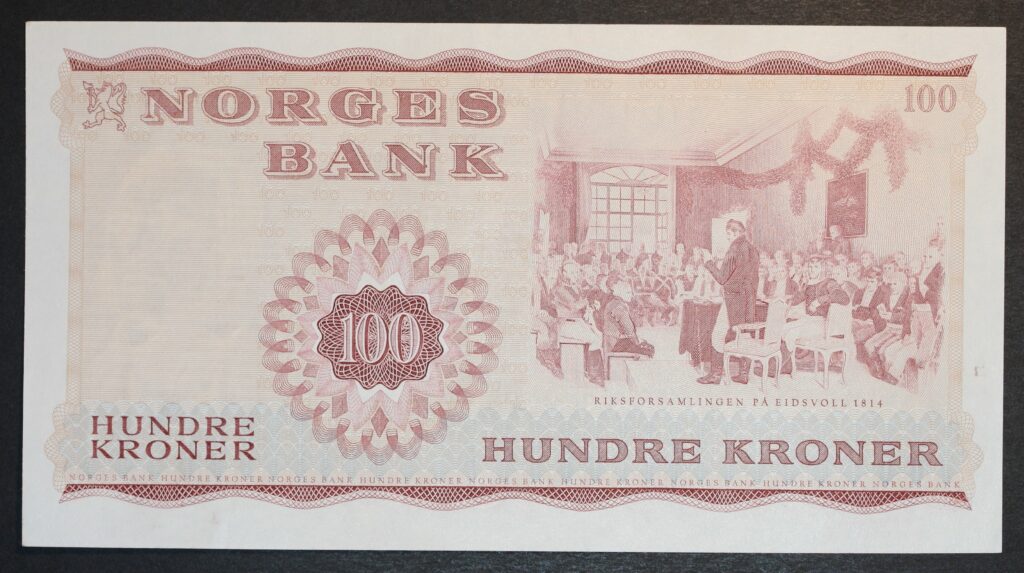 NORGES
BANK
100
100
RIKSFORSAMLINGEN PÅ EIDSVOLL 1814
HUNDRE
KRONER
HUNDRE KRONER
NORGES BANK HUNDRE KRONER NORGES BANK HUNDRE KRONER NORGES BANK HUNDRE KRONER NORGES BANK HUNDRE KRONER NORGES BANK